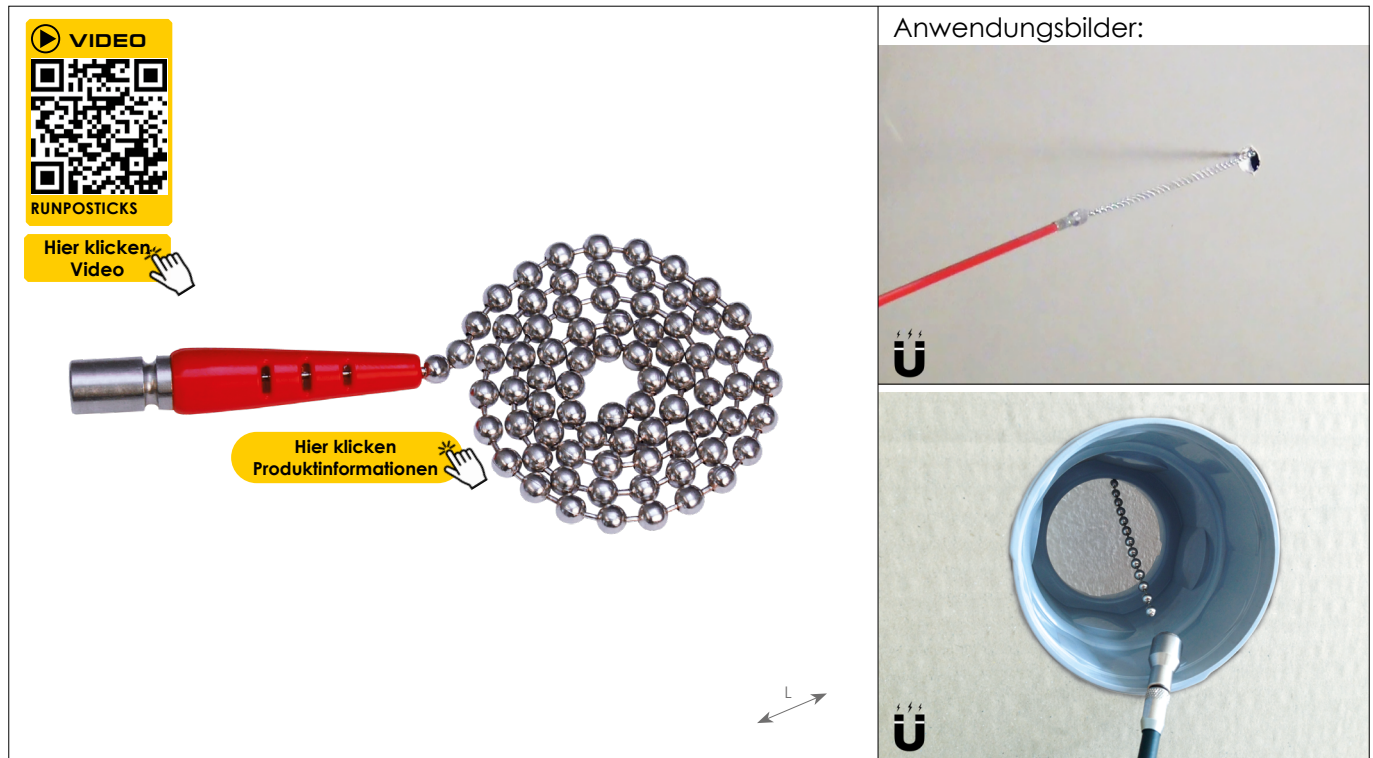 VIDEO
RUNPOSTICKS
Hier klicken
Video
Hier klicken
Produktinformationen
L
Anwendungsbilder: